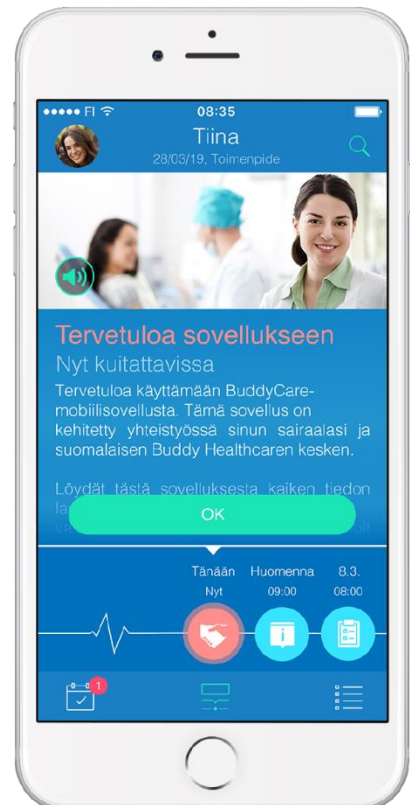 FI
08:35
Tiina
28/03/19, Toimenpide
Tervetuloa sovellukseen
Nyt kuitattavissa
Tervetuloa käyttämään BuddyCare-
mobiilisovellusta. Tämä sovellus on
kehitetty yhteistyössä sinun sairaalasi ja
suomalaisen Buddy Healthcaren kesken.
Löydät tästä sovelluksesta kaiken tiedon
OK
Tänään Huomenna 8.3.
Nyt 09:00 08:00
i
1